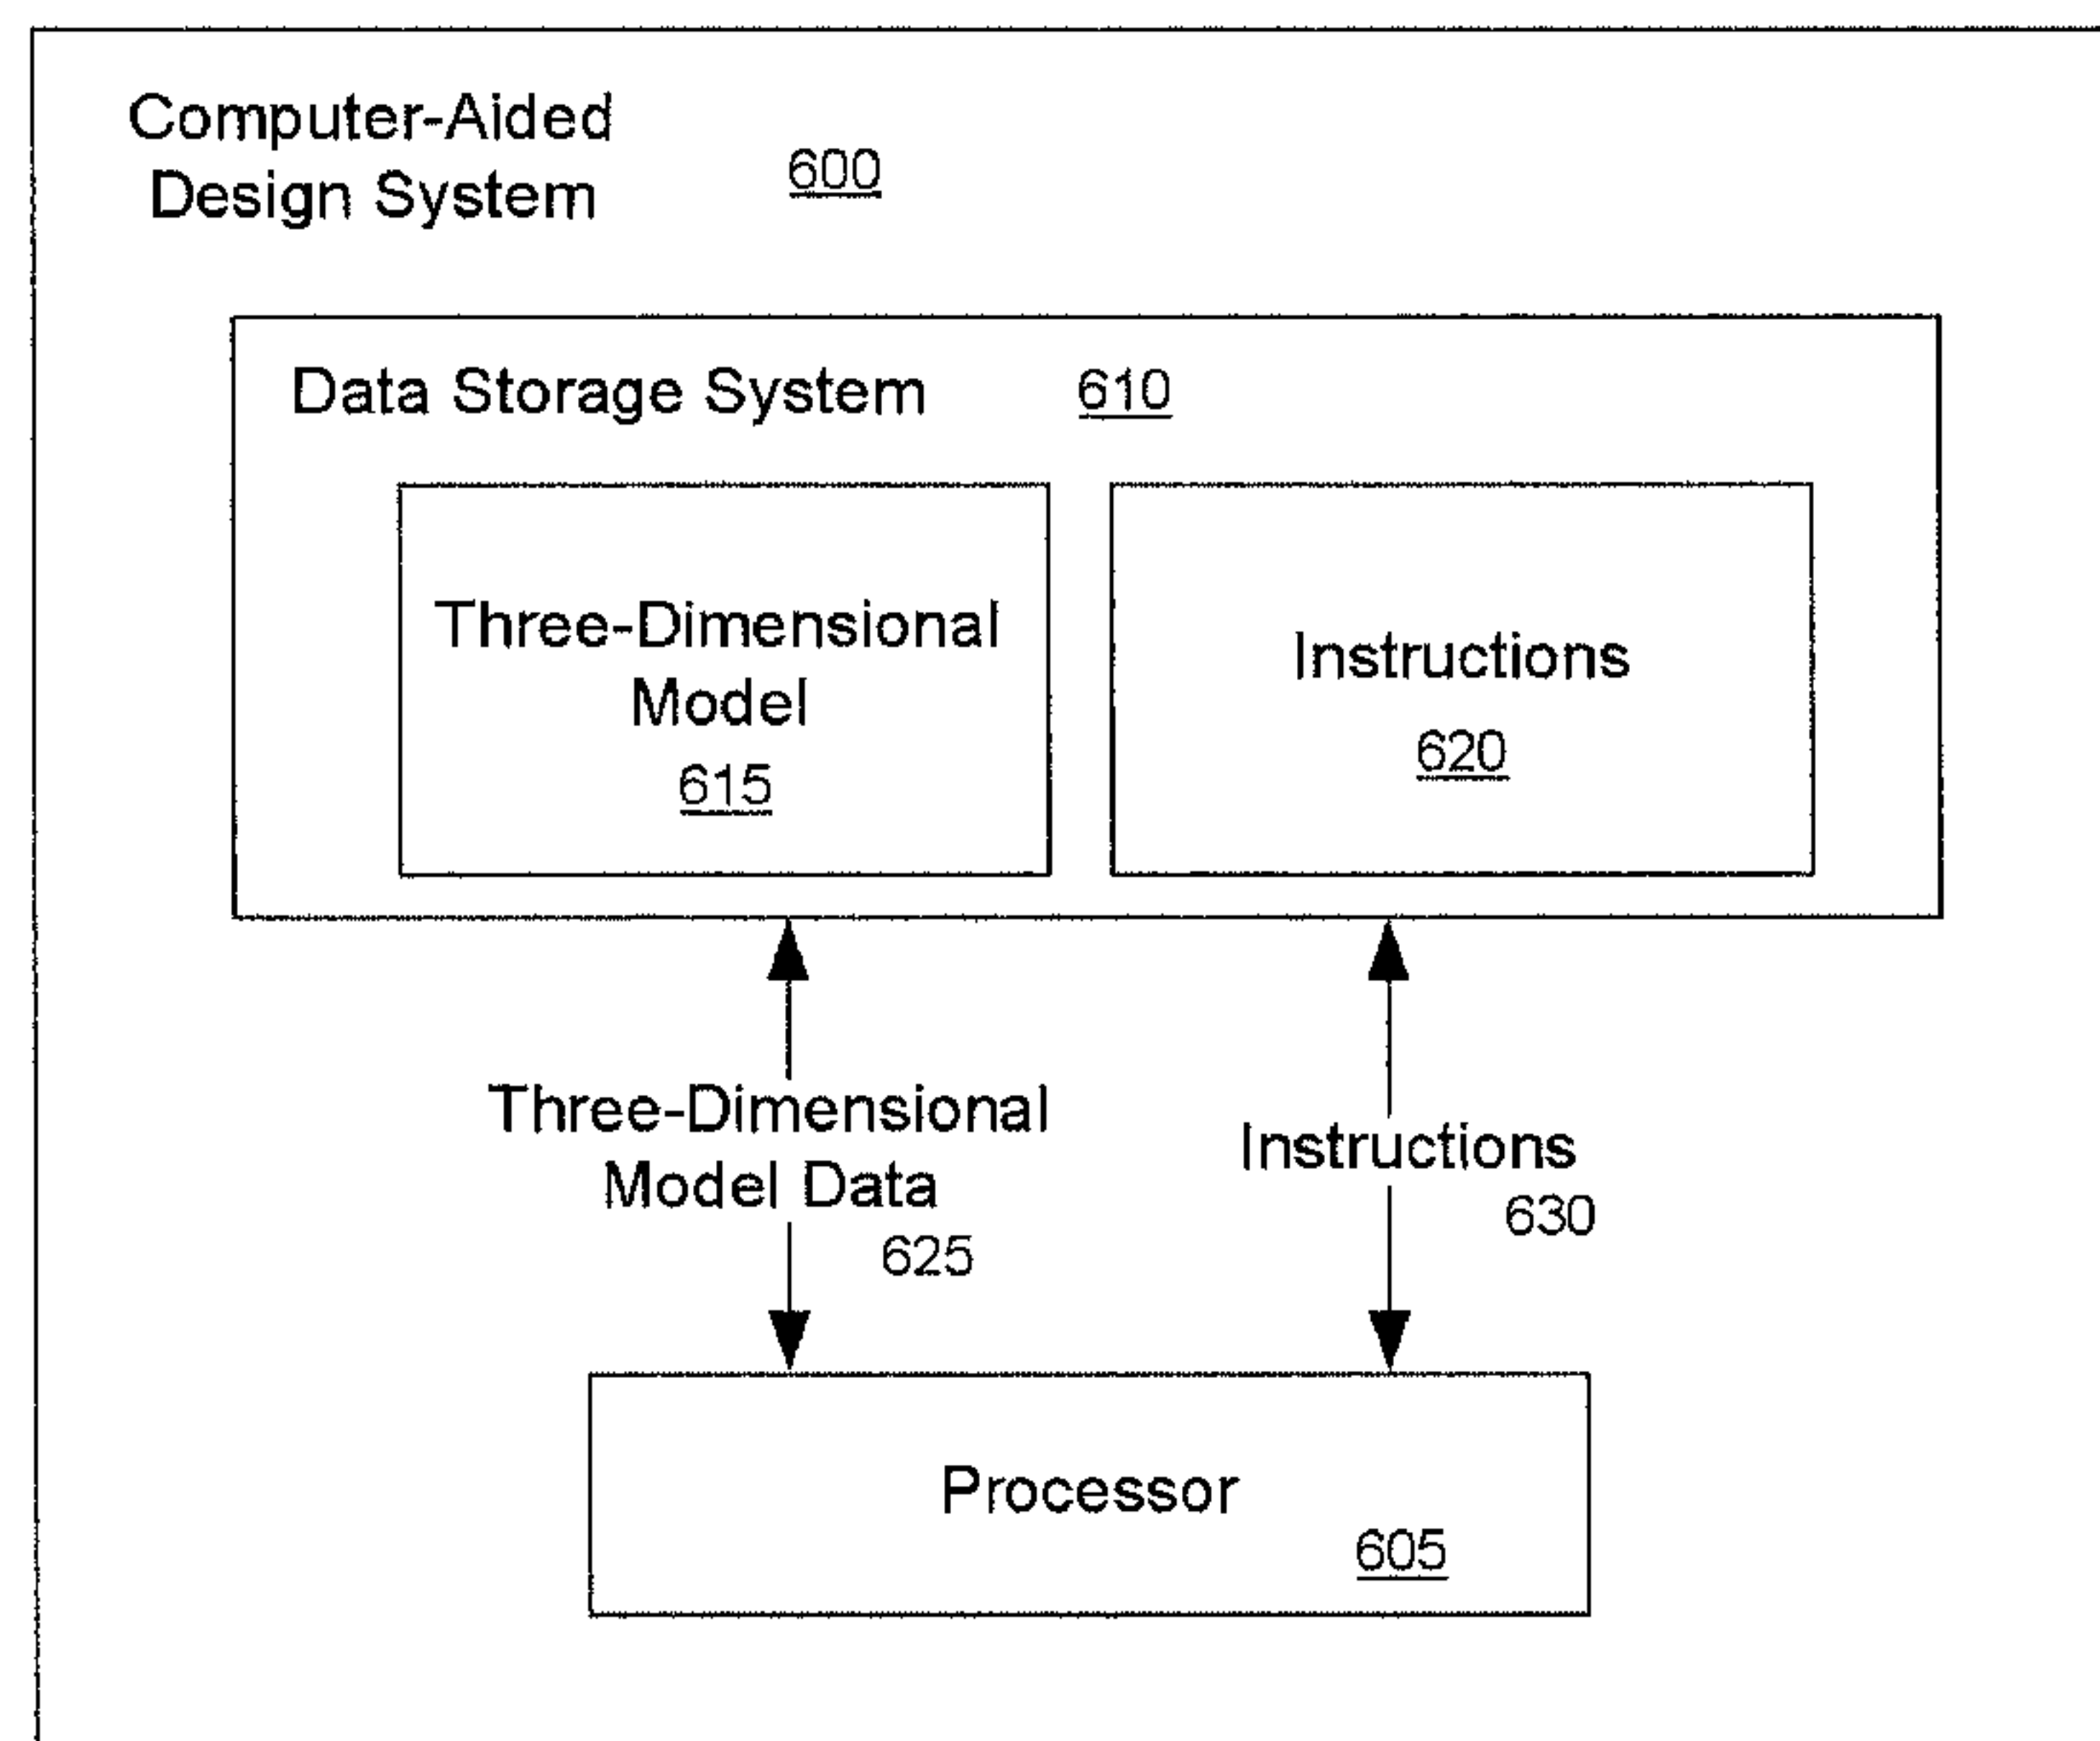 Computer-Aided
Design System
600
Data Storage System 610
Three-Dimensional
Model
615
Instructions
620
Three-Dimensional
Model Data
625
Instructions
630
Processor
605